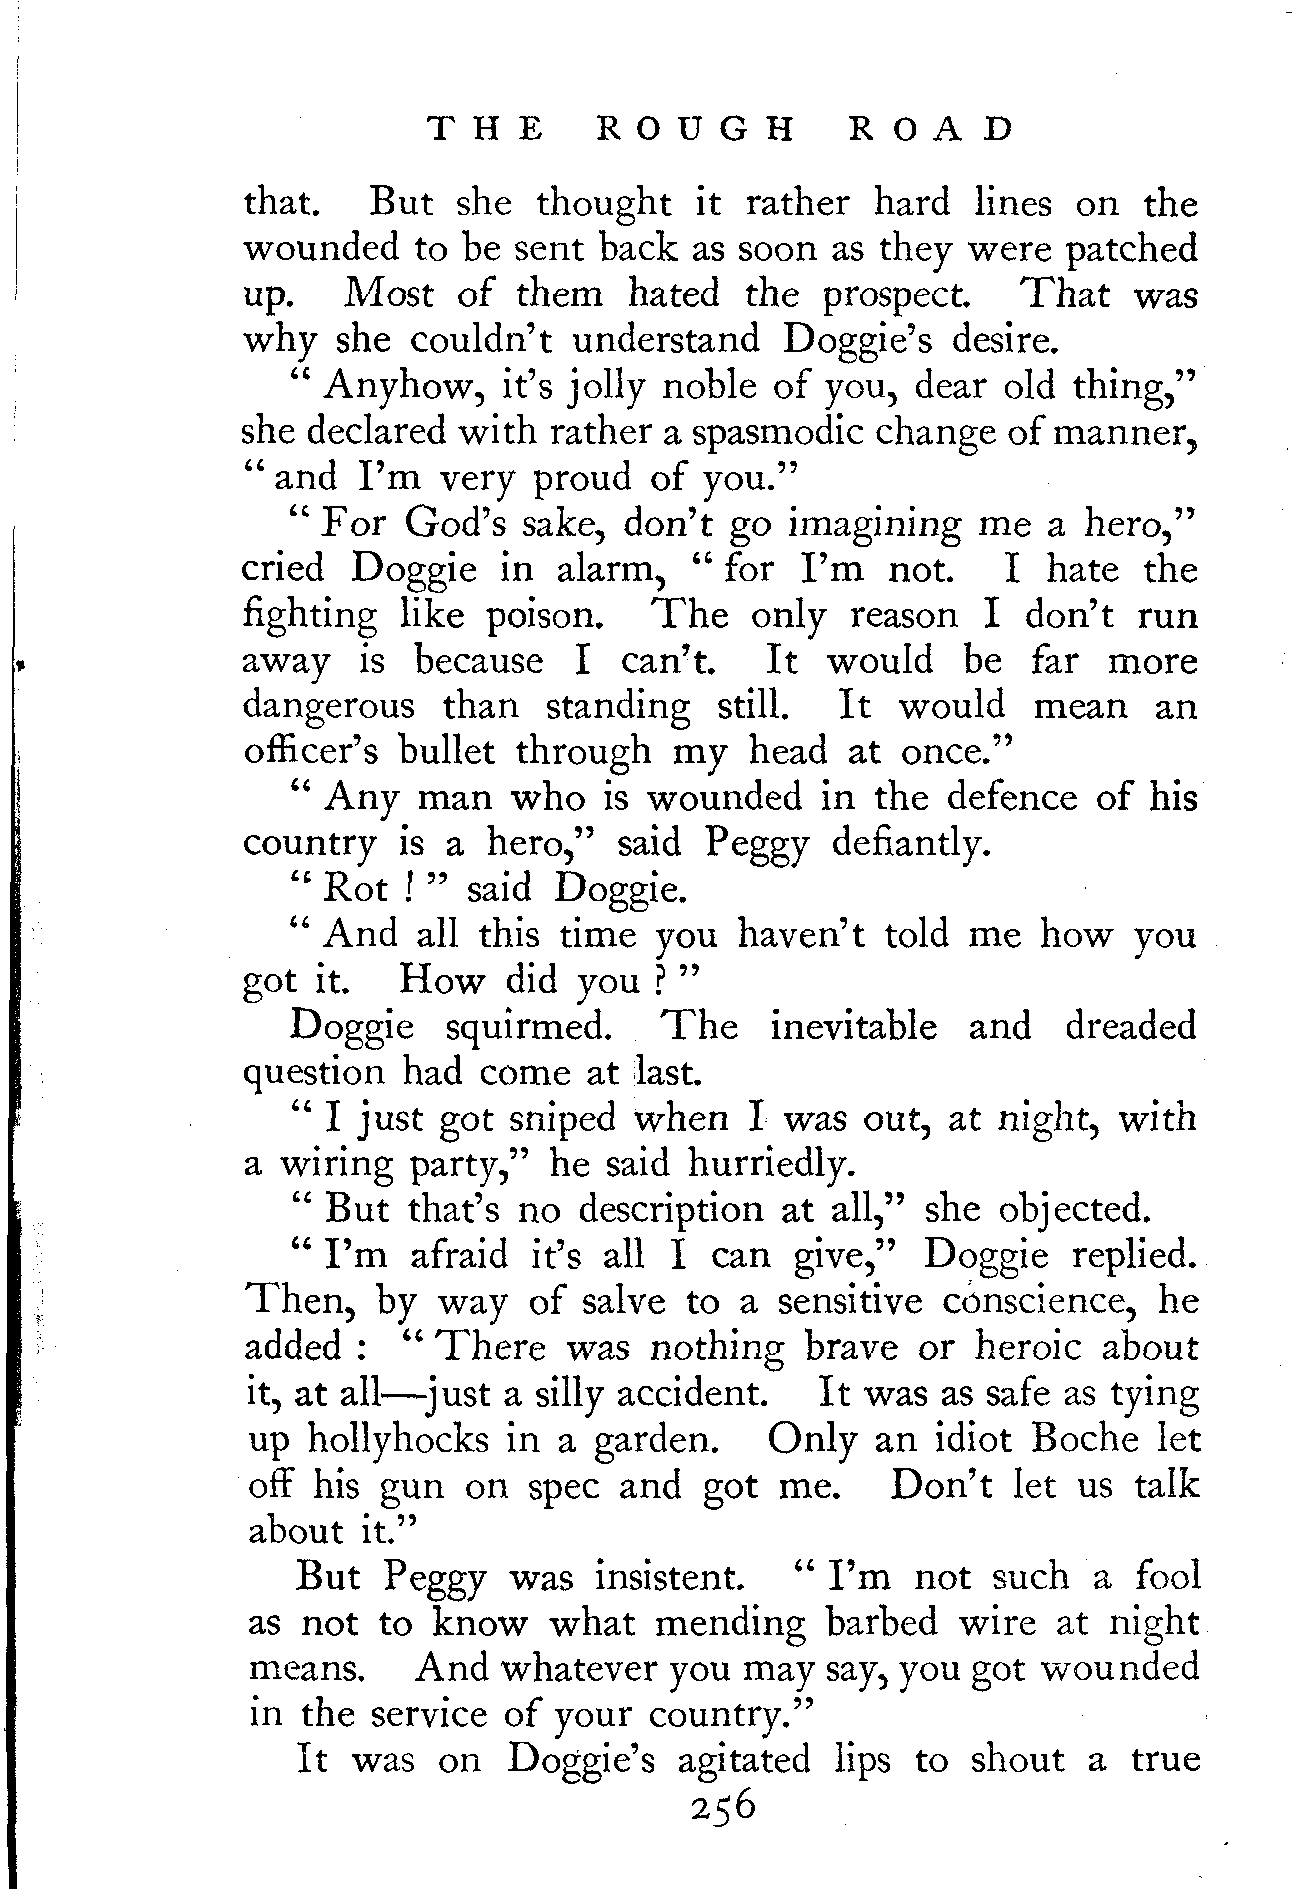 THE ROUGH ROAD
that. But she thought it rather hard lines on the
wounded to be sent back as soon as they were patched
up. Most of them hated the prospect. That was
why she couldn't understand Doggie's desire.
“ Anyhow, it's jolly noble of you, dear old thing,”
she declared with rather a spasmodic change of manner,
“ and I'm very proud of you.”
“ For God's sake, don't go imagining me a hero,”
cried Doggie in alarm, “ for I'm not. I hate the
fighting like poison. The only reason I don't run
away is because I can't. It would be far more
dangerous than standing still. It would mean an
officer's bullet through my head at once.”
“ Any man who is wounded in the defence of his
country is a hero,” said Peggy defiantly.
“ Rot ! ” said Doggie.
“ And all this time you haven't told me how you
got it. How did you ? ”
Doggie squirmed. The inevitable and dreaded
question had come at last.
“ I just got sniped when I was out, at night, with
a wiring party,” he said hurriedly.
“ But that's no description at all,” she objected.
“ I'm afraid it's all I can give,” Doggie replied.
Then, by way of salve to a sensitive conscience, he
added : “ There was nothing brave or heroic about
it, at all—just a silly accident. It was as safe as tying
up hollyhocks in a garden. Only an idiot Boche let
off his gun on spec and got me. Don't let us talk
about it.”
But Peggy was insistent. “ I'm not such a fool
as not to know what mending barbed wire at night
means. And whatever you may say, you got wounded
in the service of your country.”
It was on Doggie's agitated lips to shout a true
256